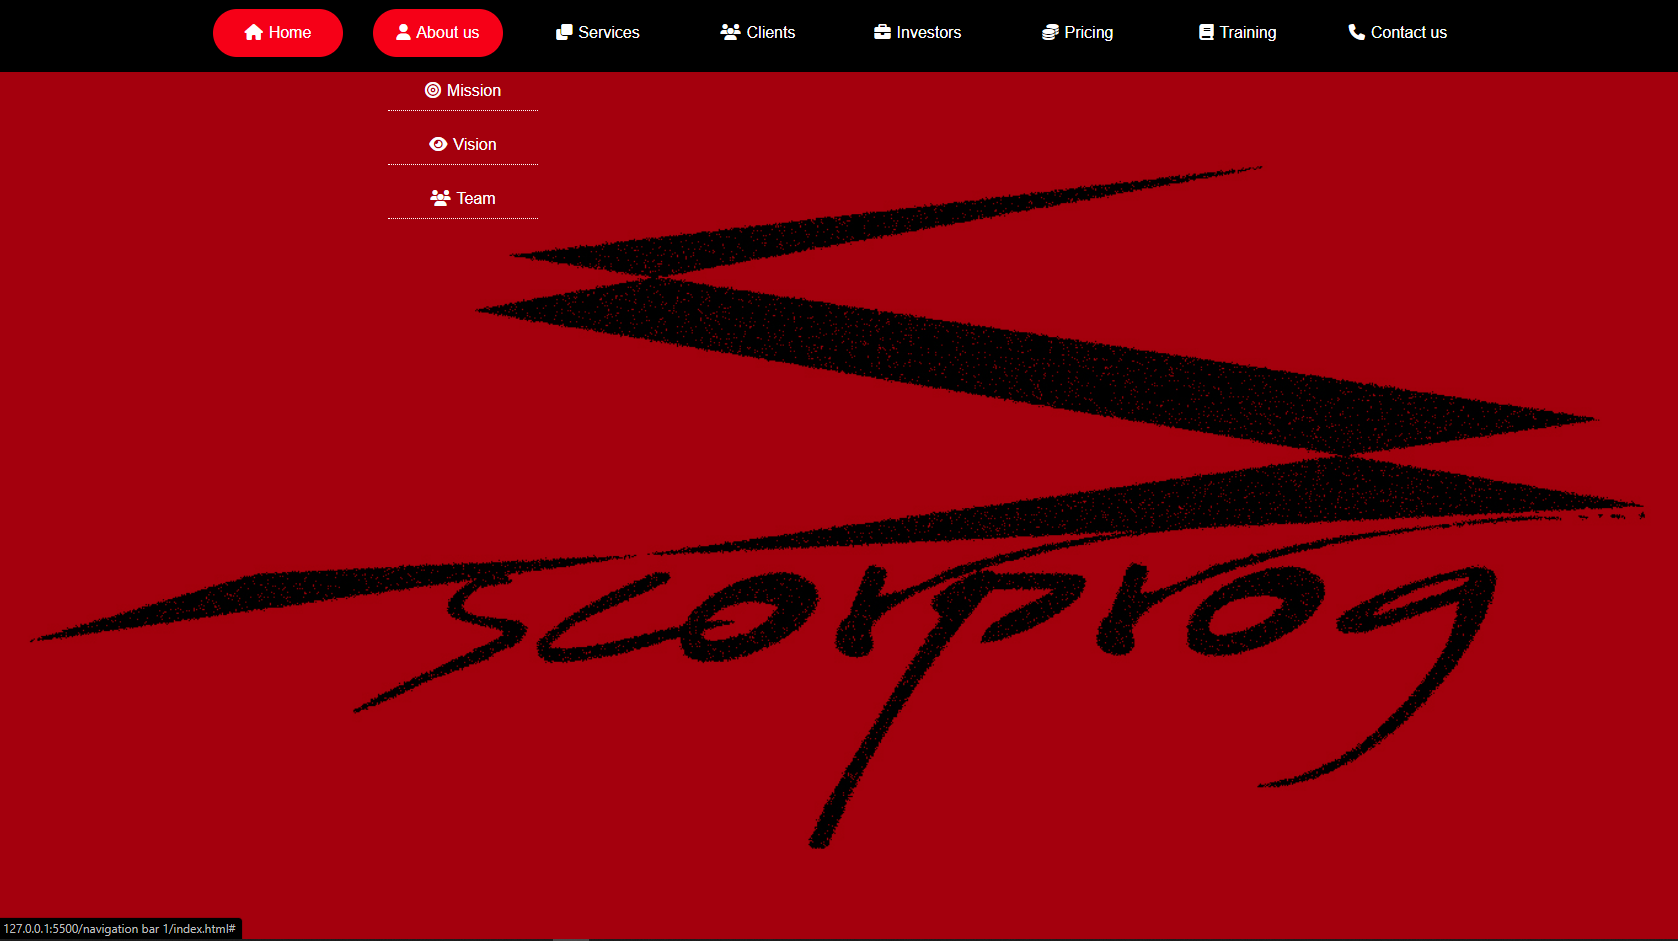 Home About us Services Clients Investors Pricing Training Contact us
Mission
Vision
Team
scorprog
127.0.0.1:5500/navigation bar 1/index.html#